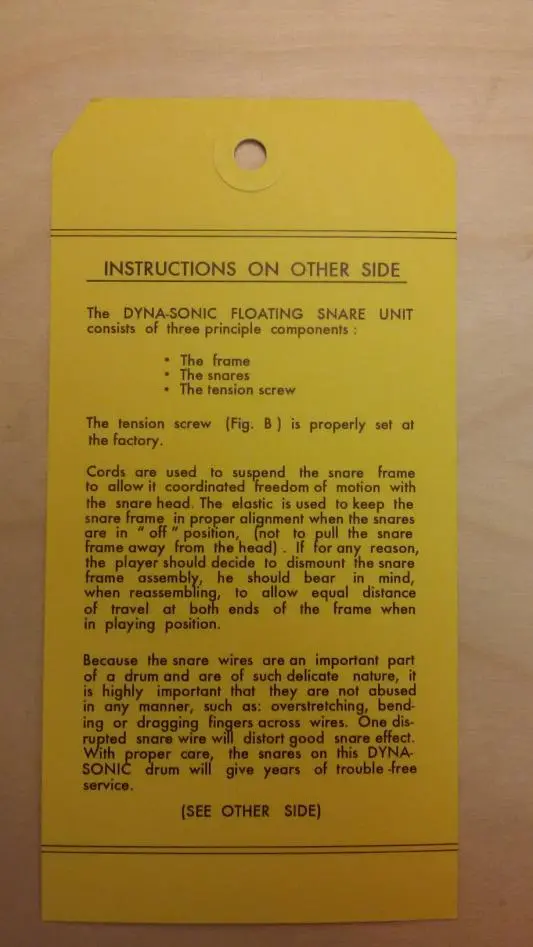 INSTRUCTIONS ON OTHER SIDE
The DYNA-SONIC FLOATING SNARE UNIT
consists of three principle components :
• The frame
• The snares
• The tension screw
The tension screw (Fig. B ) is properly set at
the factory.
Cords are used to suspend the snare frame
to allow it coordinated freedom of motion with
the snare head. The elastic is used to keep the
snare frame in proper alignment when the snares
are in "off" position, (not to pull the snare
frame away from the head) . If for any reason,
the player should decide to dismount the snare
frame assembly, he should bear in mind,
when reassembling, to allow equal distance
of travel at both ends of the frame when
in playing position.
Because the snare wires are an important part
of a drum and are of such delicate nature, it
is highly important that they are not abused
in any manner, such as: overstretching, bend-
ing or dragging fingers across wires. One dis-
rupted snare wire will distort good snare effect.
With proper care, the snares on this DYNA-
SONIC drum will give years of trouble-free
service.
(SEE OTHER SIDE)